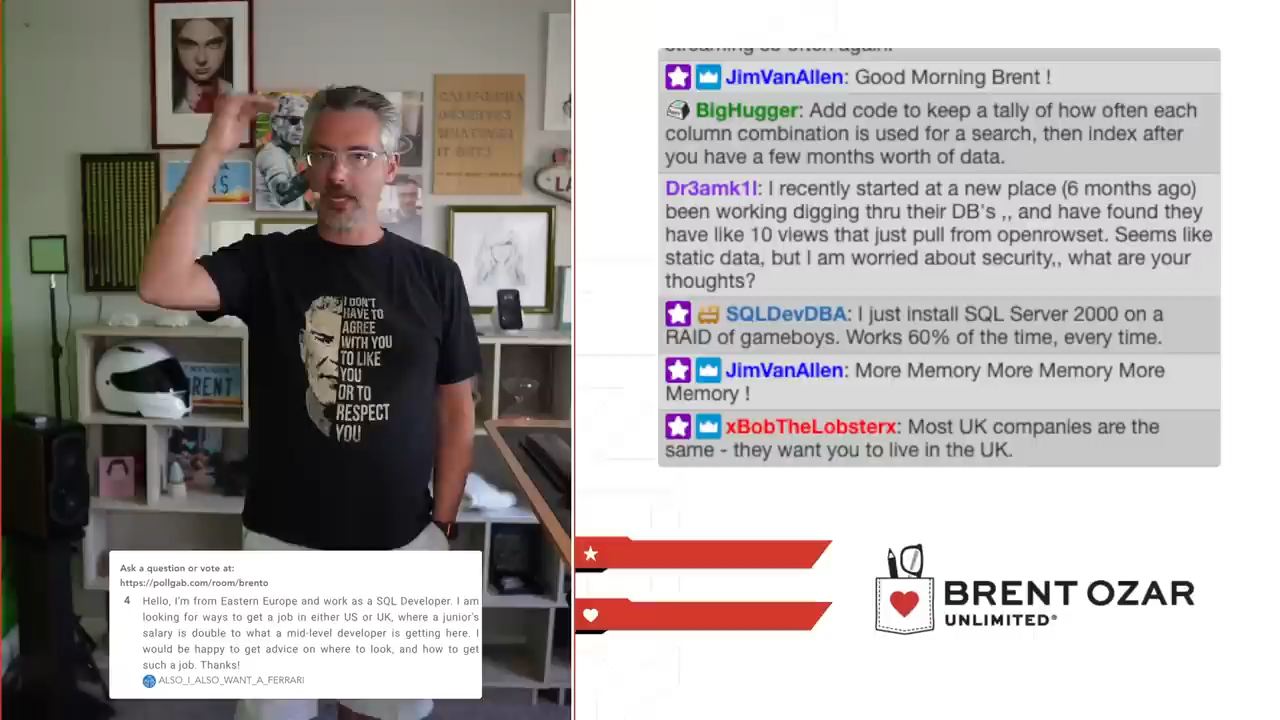 I DON'T
HAVE TO
AGREE
WITH YOU
TO LIKE
YOU
OR TO
RESPECT
YOU
RENT
Ask a question or vote at:
https://pollgab.com/room/brento
4 Hello, I'm from Eastern Europe and work as a SQL Developer. I am
looking for ways to get a job in either US or UK, where a junior's
salary is double to what a mid-level developer is getting here. I
would be happy to get advice on where to look, and how to get
such a job. Thanks!
ALSO_I_ALSO_WANT_A_FERRARI
JimVanAllen: Good Morning Brent !
BigHugger: Add code to keep a tally of how often each
column combination is used for a search, then index after
you have a few months worth of data.
Dr3amk1l: I recently started at a new place (6 months ago)
been working digging thru their DB's ,, and have found they
have like 10 views that just pull from openrowset. Seems like
static data, but I am worried about security,, what are your
thoughts?
SQLDevDBA: I just install SQL Server 2000 on a
RAID of gameboys. Works 60% of the time, every time.
JimVanAllen: More Memory More Memory More
Memory !
xBobTheLobsterx: Most UK companies are the
same - they want you to live in the UK.
BRENT OZAR
UNLIMITED®